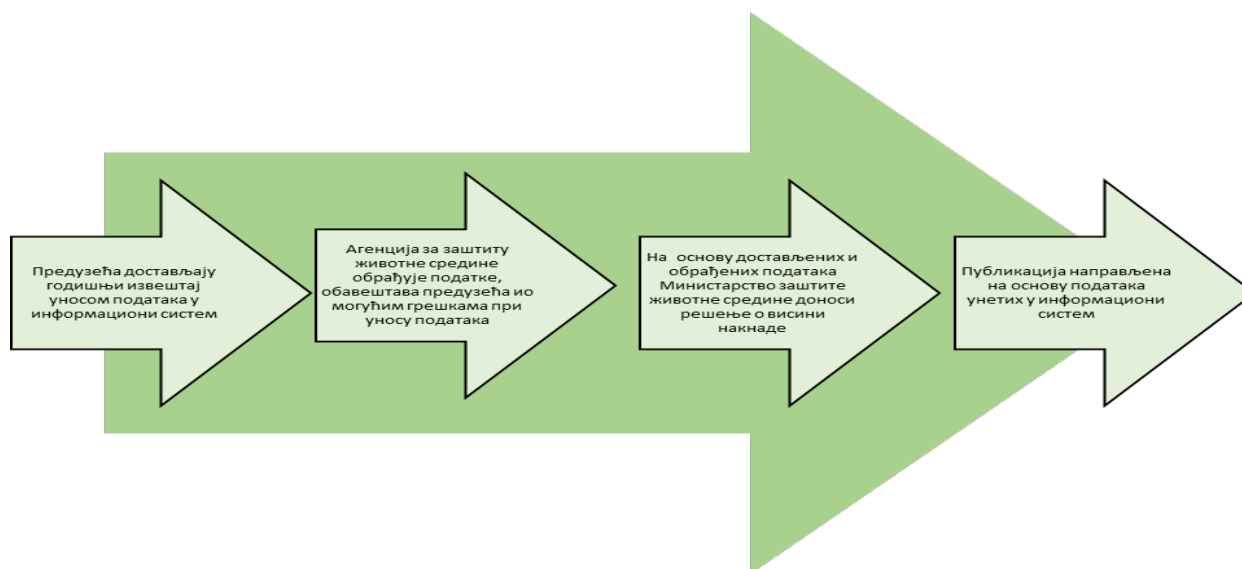 Предузећа достављају
годишњи извештај
уносом података у
информациони систем
Агенција за заштиту
животне средине
обрађује податке,
обавештава предузећа ио
могућим грешкама при
уносу података
На основу достављених и
обрађених података
Министарство заштите
животне средине доноси
решење о висини
накнаде
Публикација направљена
на основу података
унетих у информациони
систем